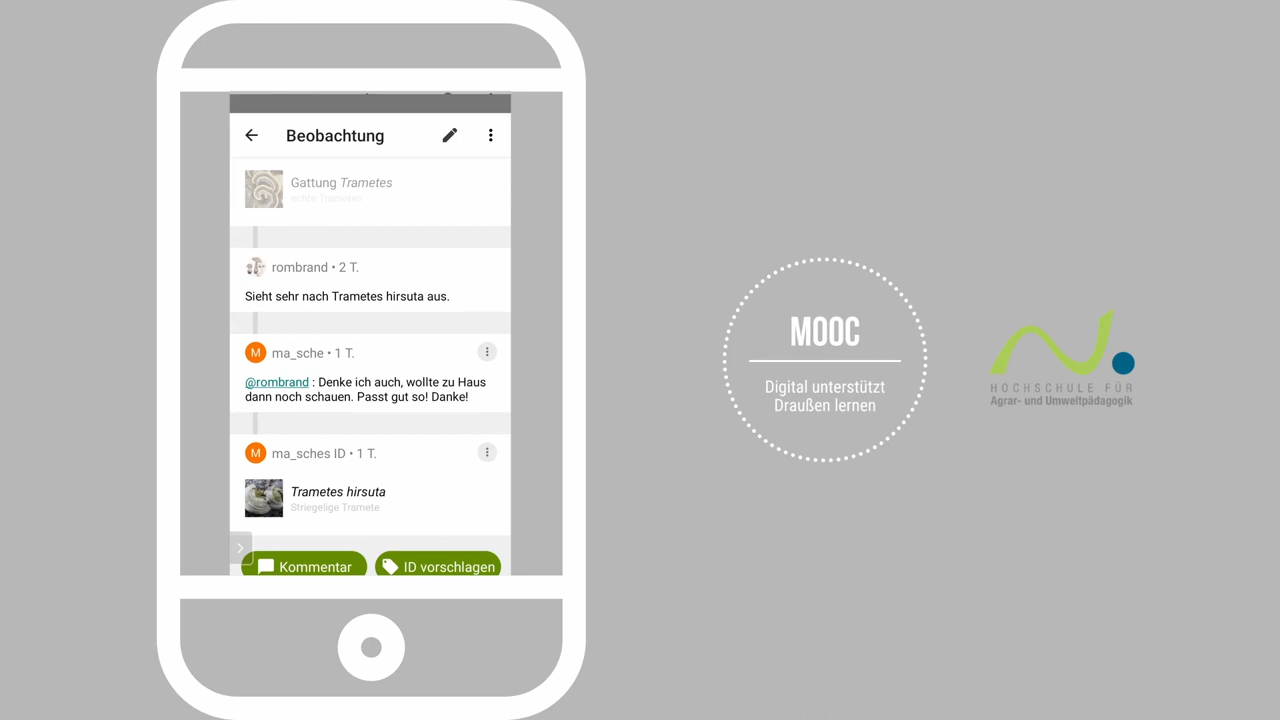 Beobachtung
Gattung Trametes
echte Trameten
rombrand • 2 T.
Sieht sehr nach Trametes hirsuta aus.
M ma_sche • 1 T.
@rombrand : Denke ich auch, wollte zu Haus
dann noch schauen. Passt gut so! Danke!
M ma_sches ID • 1 T.
Trametes hirsuta
Striegelige Tramete
Kommentar
ID vorschlagen
MOOC
Digital unterstützt
Draußen lernen
HOCHSCHULE FÜR
Agrar- und Umweltpädagogik